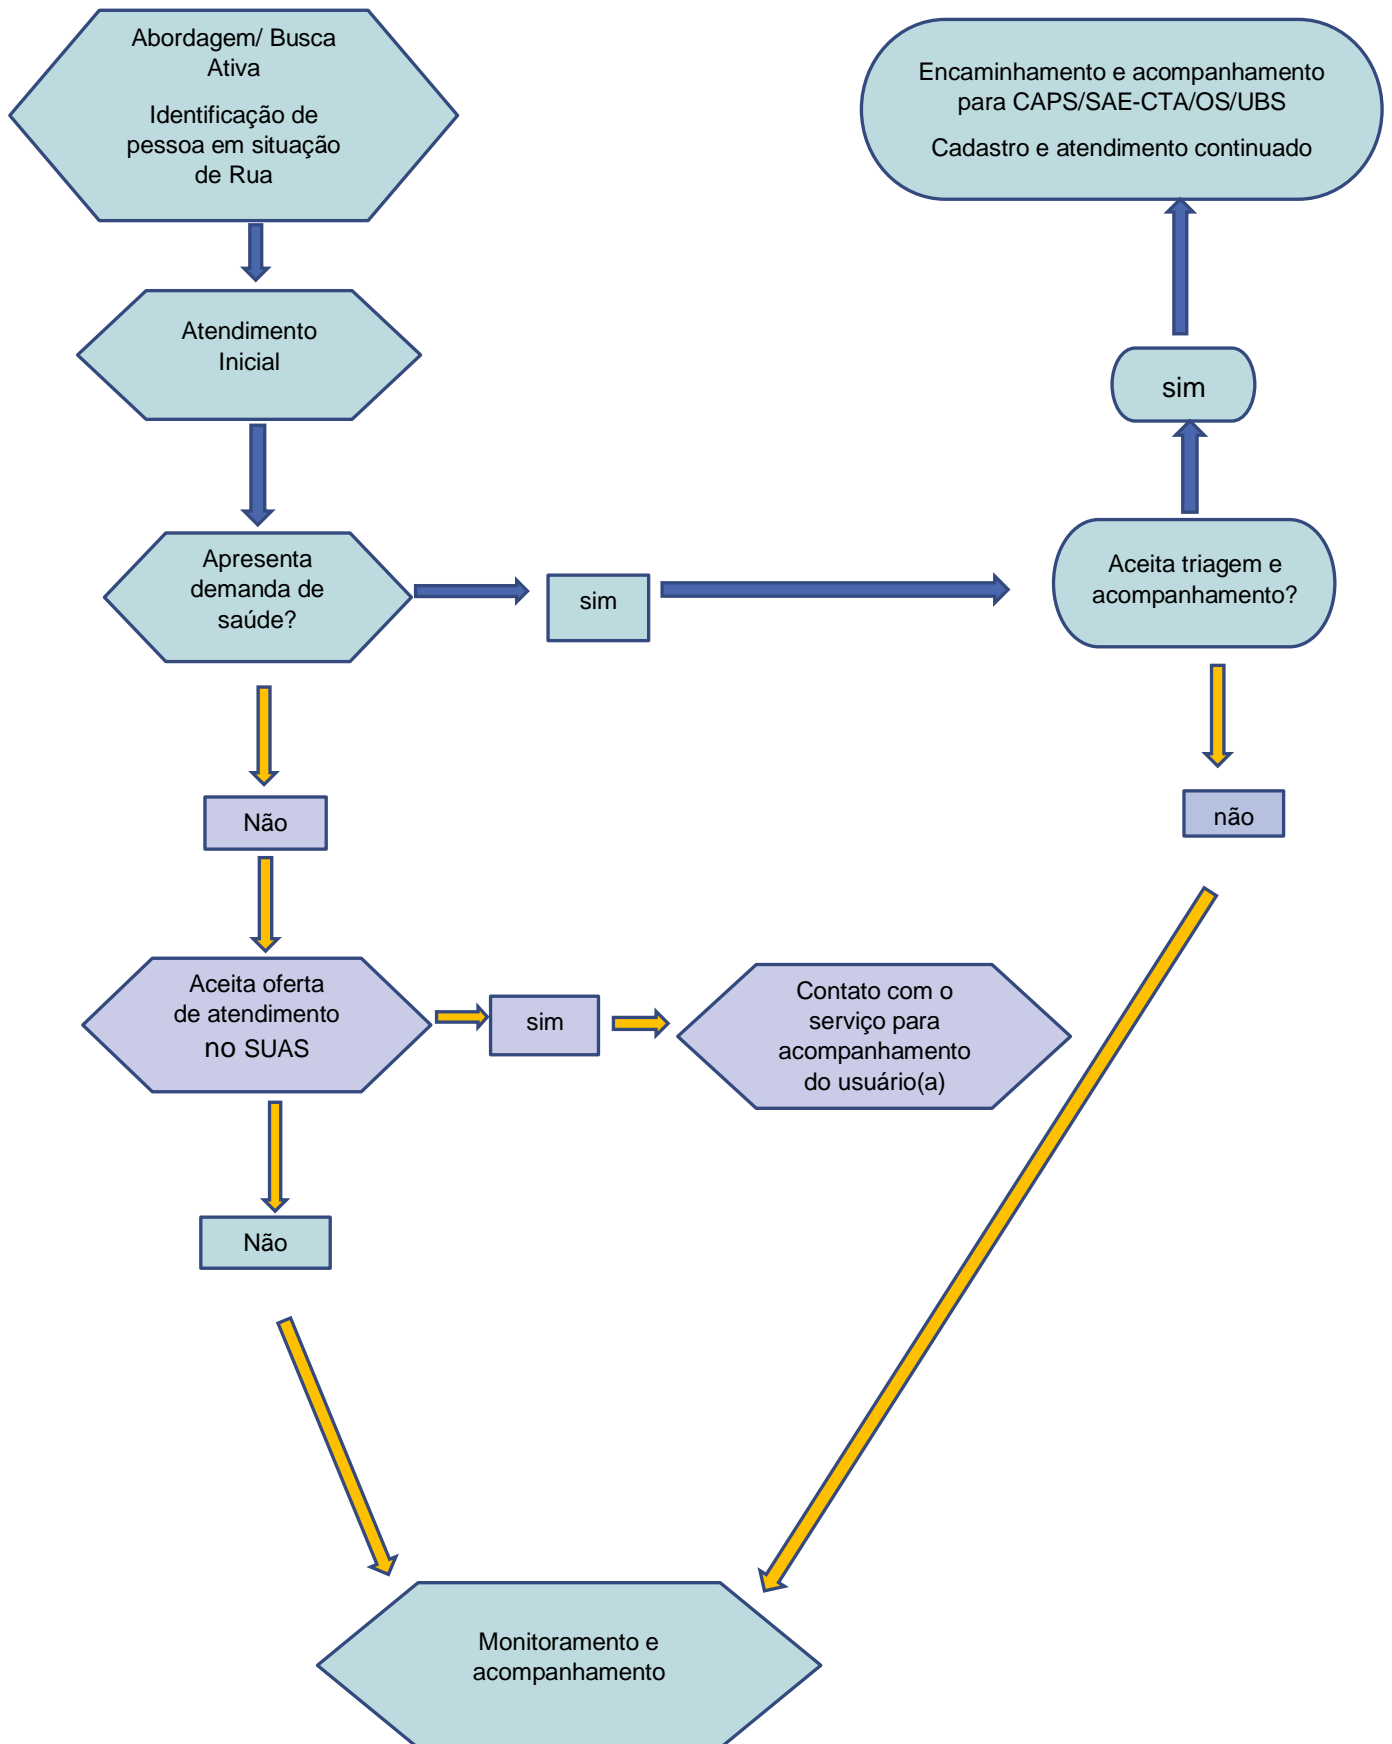 Abordagem/ Busca
Ativa
Identificação de
pessoa em situação
de Rua
Encaminhamento e acompanhamento
para CAPS/SAE-CTA/OS/UBS
Cadastro e atendimento continuado
Atendimento
Inicial
sim
Apresenta
demanda de
saúde?
sim
Aceita triagem e
acompanhamento?
Não
não
Aceita oferta
de atendimento
no SUAS
sim
Contato com o
serviço para
acompanhamento
do usuário(a)
Não
Monitoramento e
acompanhamento